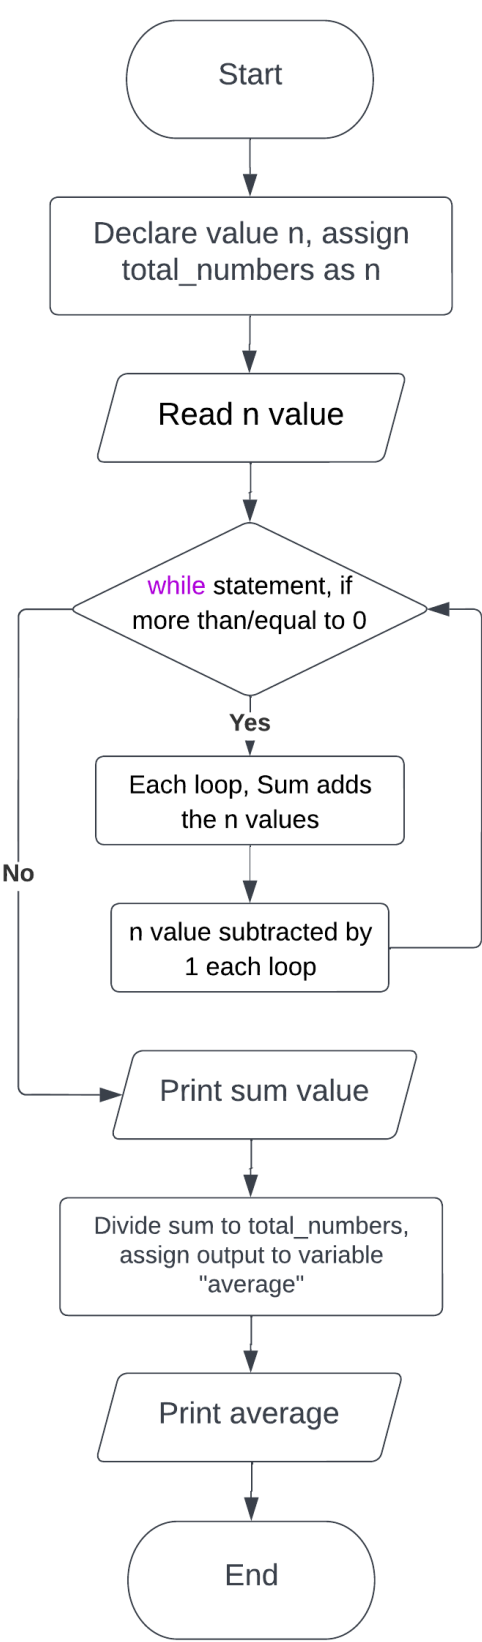 Start
Declare value n, assign
total_numbers as n
Read n value
while statement, if
more than/equal to 0
Yes
Each loop, Sum adds
the n values
No
n value subtracted by
1 each loop
Print sum value
Divide sum to total_numbers,
assign output to variable
"average"
Print average
End